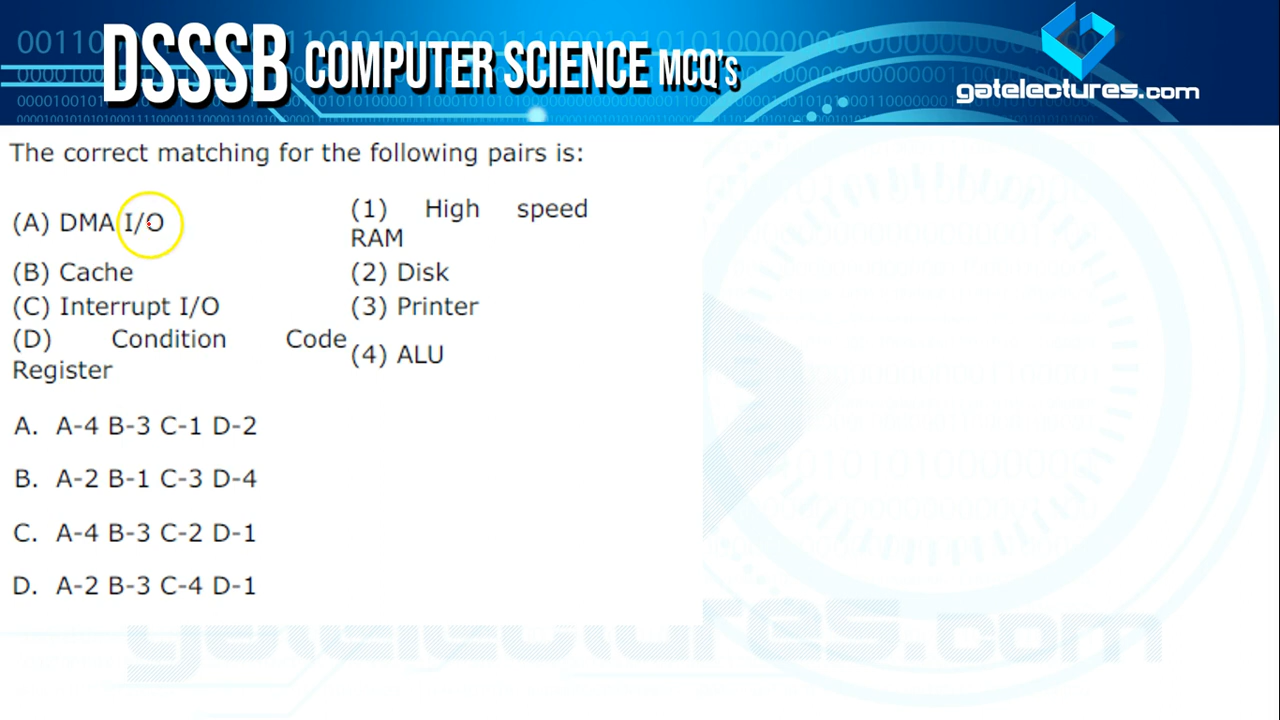 DSSSB COMPUTER SCIENCE MCQ'S
gatelectures.com
The correct matching for the following pairs is:
(A) DMA I/O
(1) High speed
RAM
(B) Cache
(2) Disk
(C) Interrupt I/O
(3) Printer
(D) Condition Code
Register
(4) ALU
A. A-4 B-3 C-1 D-2
B. A-2 B-1 C-3 D-4
C. A-4 B-3 C-2 D-1
D. A-2 B-3 C-4 D-1
gatelectures.com